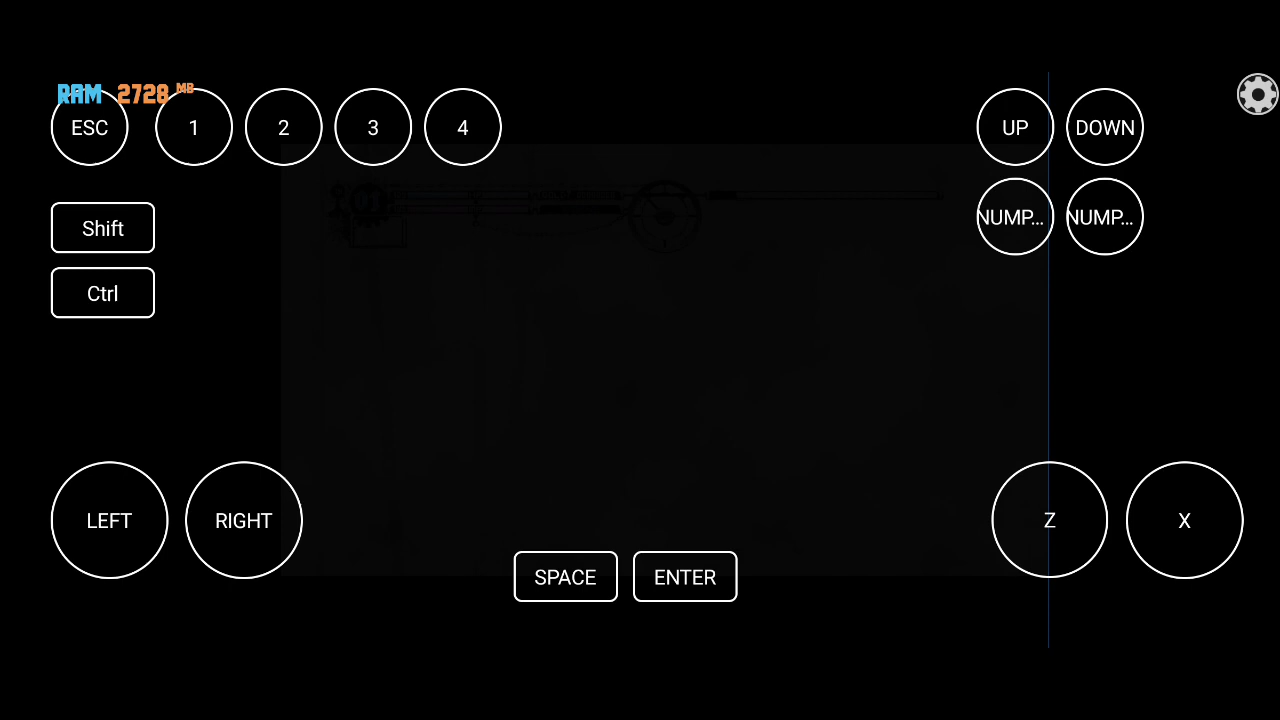 RAM 2728 MB
ESC 1 2 3 4 UP DOWN
NUMP... NUMP...
Shift
Ctrl
LEFT RIGHT Z X
SPACE ENTER